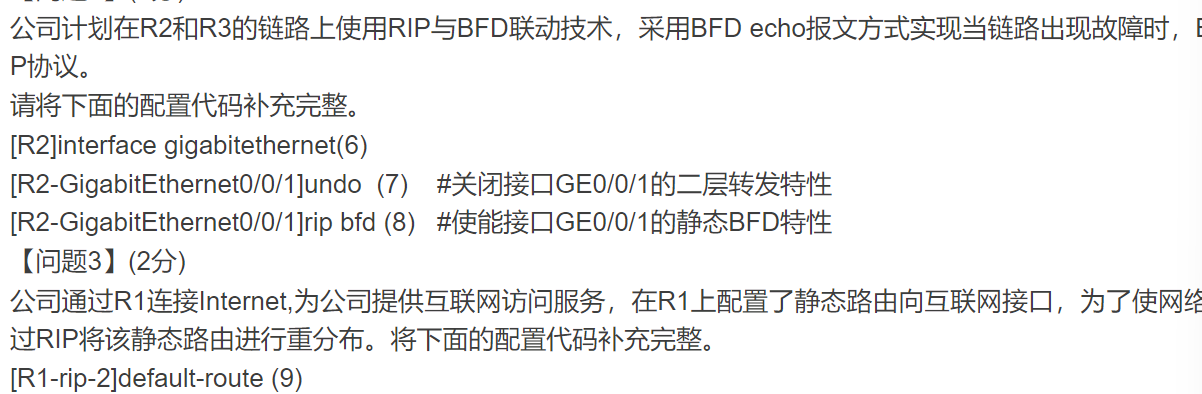 公司计划在R2和R3的链路上使用RIP与BFD联动技术，采用BFD echo报文方式实现当链路出现故障时，
P协议。
请将下面的配置代码补充完整。
[R2]interface gigabitethernet(6)
[R2-GigabitEthernet0/0/1]undo (7) #关闭接口GE0/0/1的二层转发特性
[R2-GigabitEthernet0/0/1]rip bfd (8) #使能接口GE0/0/1的静态BFD特性
【问题3】(2分)
公司通过R1连接Internet,为公司提供互联网访问服务，在R1上配置了静态路由向互联网接口，为了使网络
过RIP将该静态路由进行重分布。将下面的配置代码补充完整。
[R1-rip-2]default-route (9)